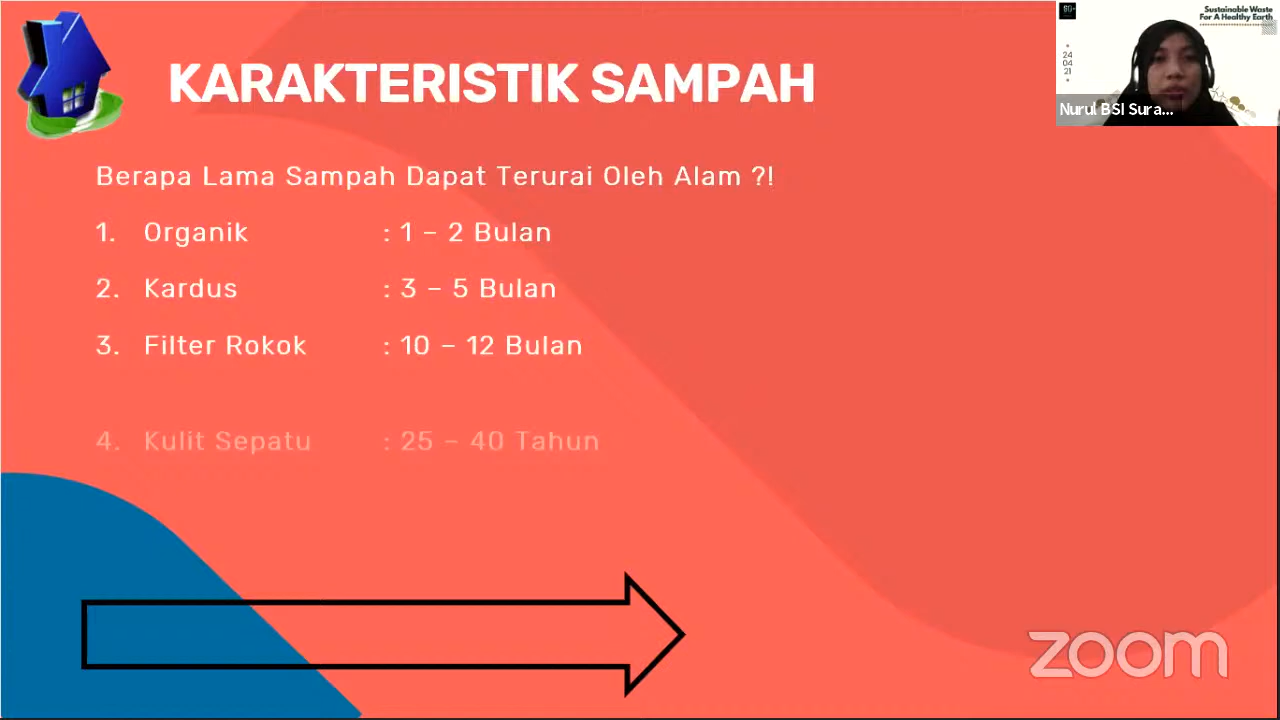 KARAKTERISTIK SAMPAH
Berapa Lama Sampah Dapat Terurai Oleh Alam ?!
1. Organik : 1 – 2 Bulan
2. Kardus : 3 – 5 Bulan
3. Filter Rokok : 10 – 12 Bulan
4. Kulit Sepatu : 25 – 40 Tahun
Sustainable Waste
For A Healthy Earth
24
04
21
Nurul BSI Sura...
zoom